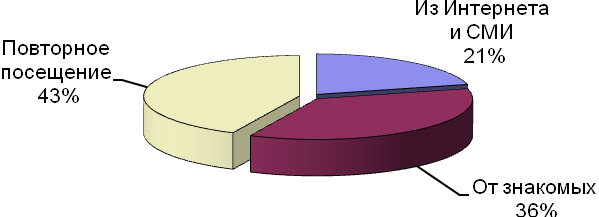 Из Интернета
и СМИ
21%
Повторное
посещение
43%
От знакомых
36%